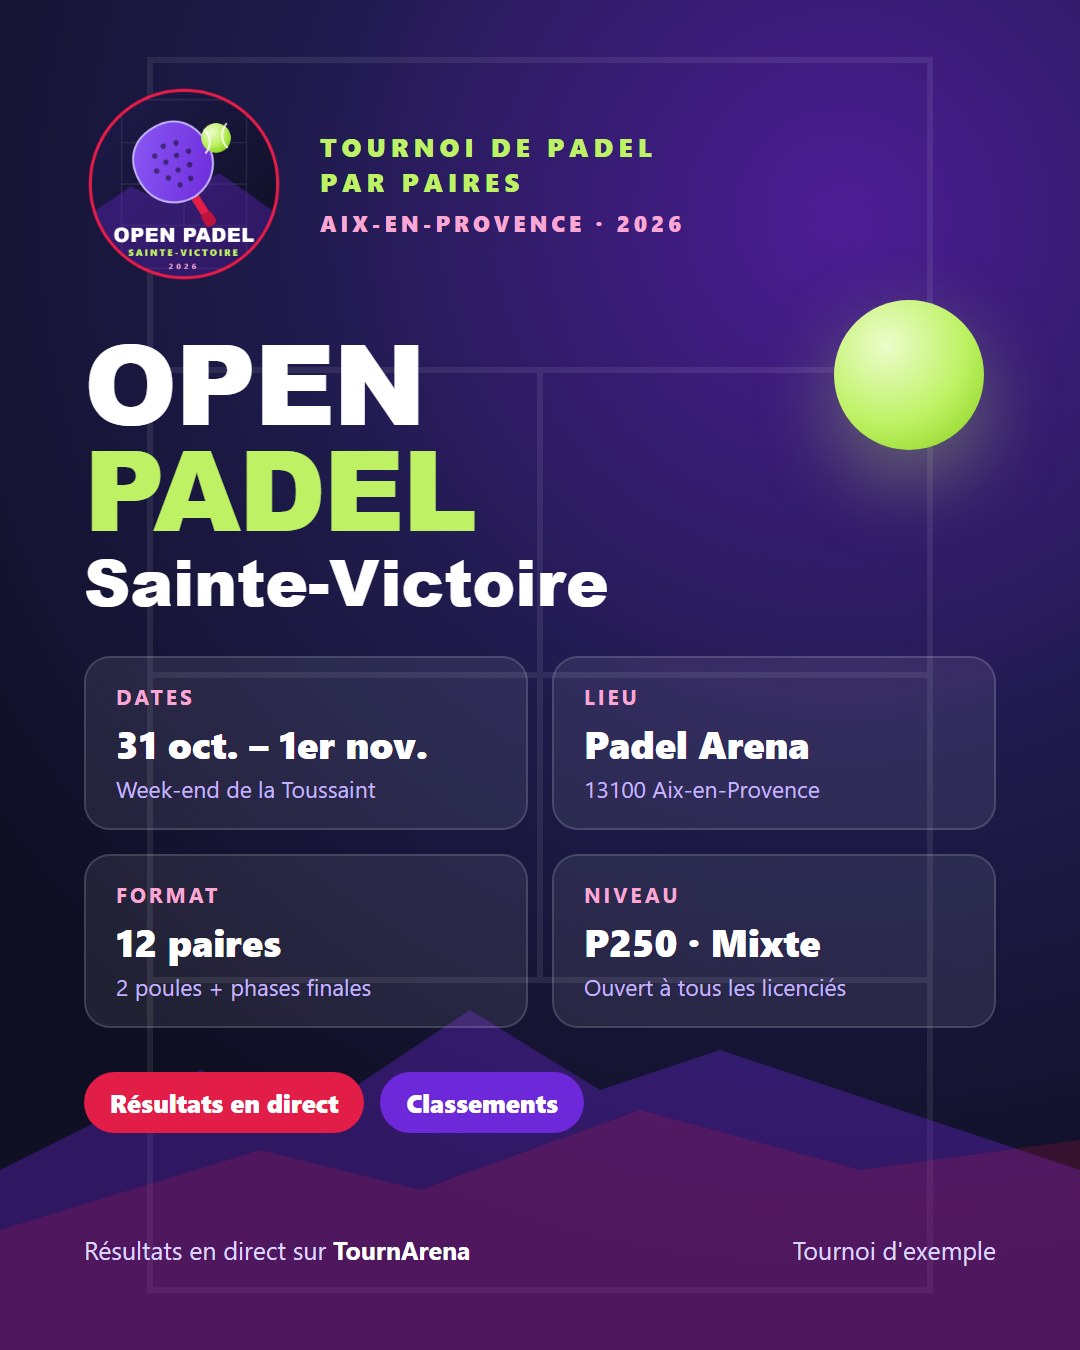 OPEN PADEL
SAINTE-VICTOIRE
2026
TOURNOI DE PADEL
PAR PAIRES
AIX-EN-PROVENCE · 2026
OPEN
PADEL
Sainte-Victoire
DATES
31 oct. – 1er nov.
Week-end de la Toussaint
LIEU
Padel Arena
13100 Aix-en-Provence
FORMAT
12 paires
2 poules + phases finales
NIVEAU
P250 · Mixte
Ouvert à tous les licenciés
Résultats en direct
Classements
Résultats en direct sur TournArena
Tournoi d'exemple